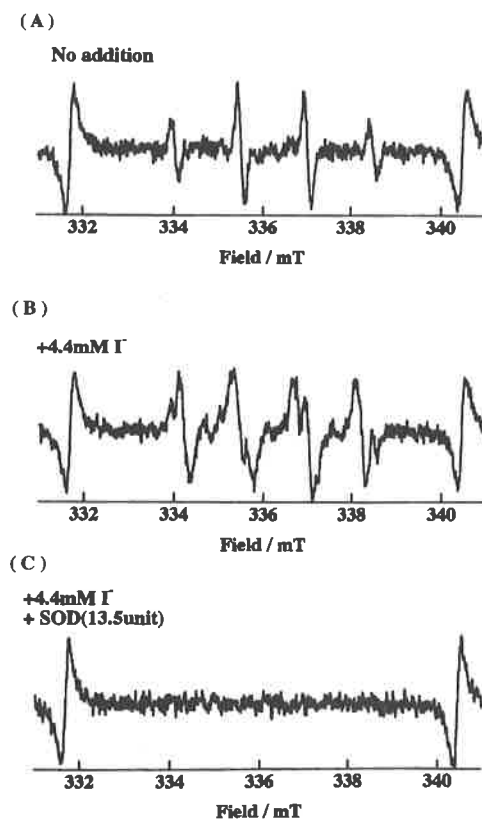 (A)
No addition
332 334 336 338 340
Field / mT
(B)
+4.4mM I⁻
332 334 336 338 340
Field / mT
(C)
+4.4mM I⁻
+ SOD(13.5unit)
332 334 336 338 340
Field / mT